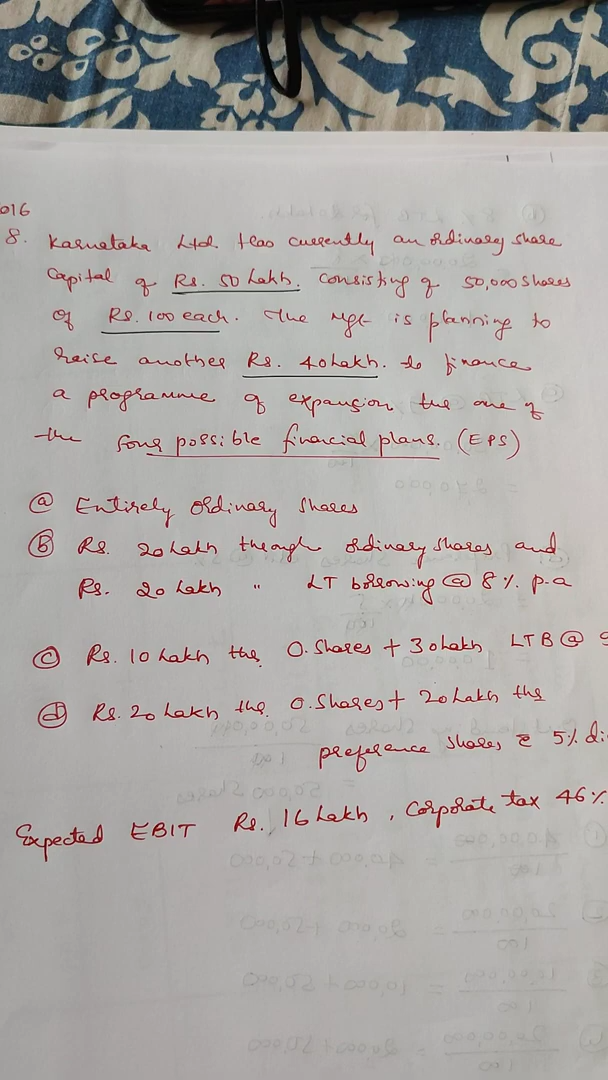 016
8. Karnataka Ltd. Has currently an ordinary share
Capital of Rs. 50 Lakh. Consisting of 50,000 shares
of Rs. 100 each. The mgt is planning to
raise another Rs. 40 Lakh. to finance
a programme of expansion the one of
the four possible financial plans. (EPS)
(a) Entirely ordinary shares
(b) Rs. 20 Lakh through ordinary shares and
Rs. 20 Lakh " LT borrowing @ 8% p.a
(c) Rs. 10 Lakh thr. O. Shares + 30 Lakh LTB @ 9
(d) Rs. 20 Lakh thr. O. Shares + 20 Lakh thr
preference shares 5% di
Expected EBIT Rs. 16 Lakh, Corporate tax 46%